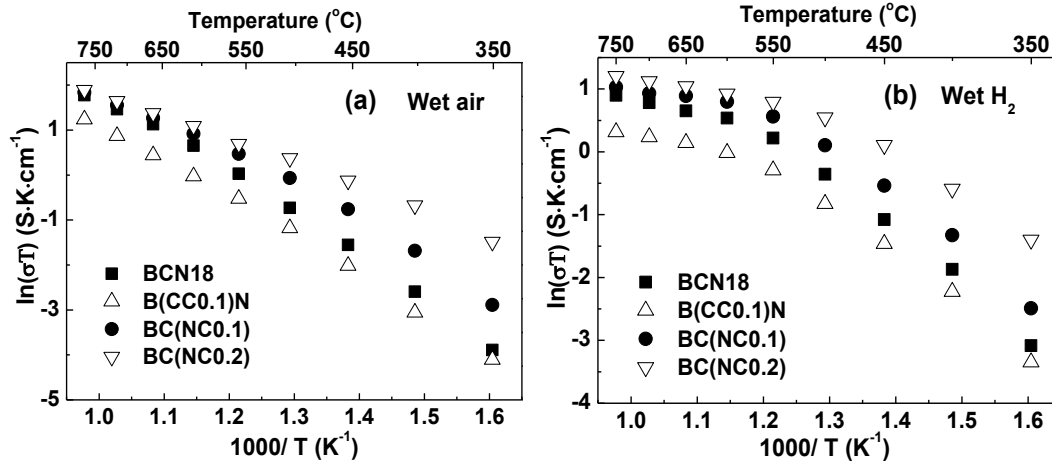 Temperature (°C)
750 650 550 450 350
(a) Wet air
1
-1
-3
-5
ln(σT) (S·K·cm⁻¹)
BCN18
B(CC0.1)N
BC(NC0.1)
BC(NC0.2)
1.0 1.1 1.2 1.3 1.4 1.5 1.6
1000/ T (K⁻¹)
Temperature (°C)
750 650 550 450 350
(b) Wet H₂
1
0
-1
-2
-3
-4
ln(σT) (S·K·cm⁻¹)
BCN18
B(CC0.1)N
BC(NC0.1)
BC(NC0.2)
1.0 1.1 1.2 1.3 1.4 1.5 1.6
1000/ T (K⁻¹)